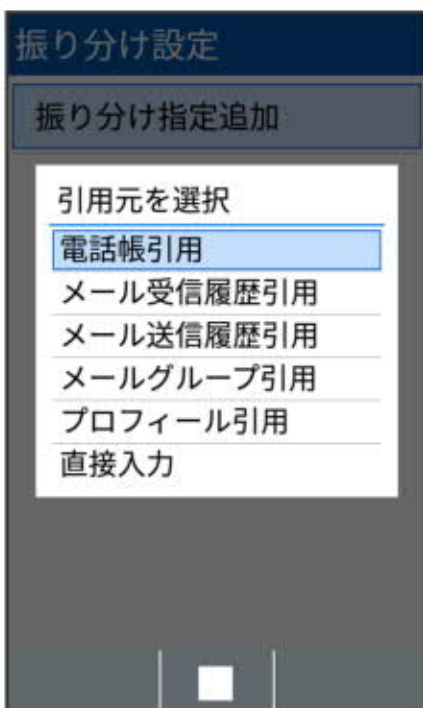 振り分け設定
振り分け指定追加
引用元を選択
電話帳引用
メール受信履歴引用
メール送信履歴引用
メールグループ引用
プロフィール引用
直接入力